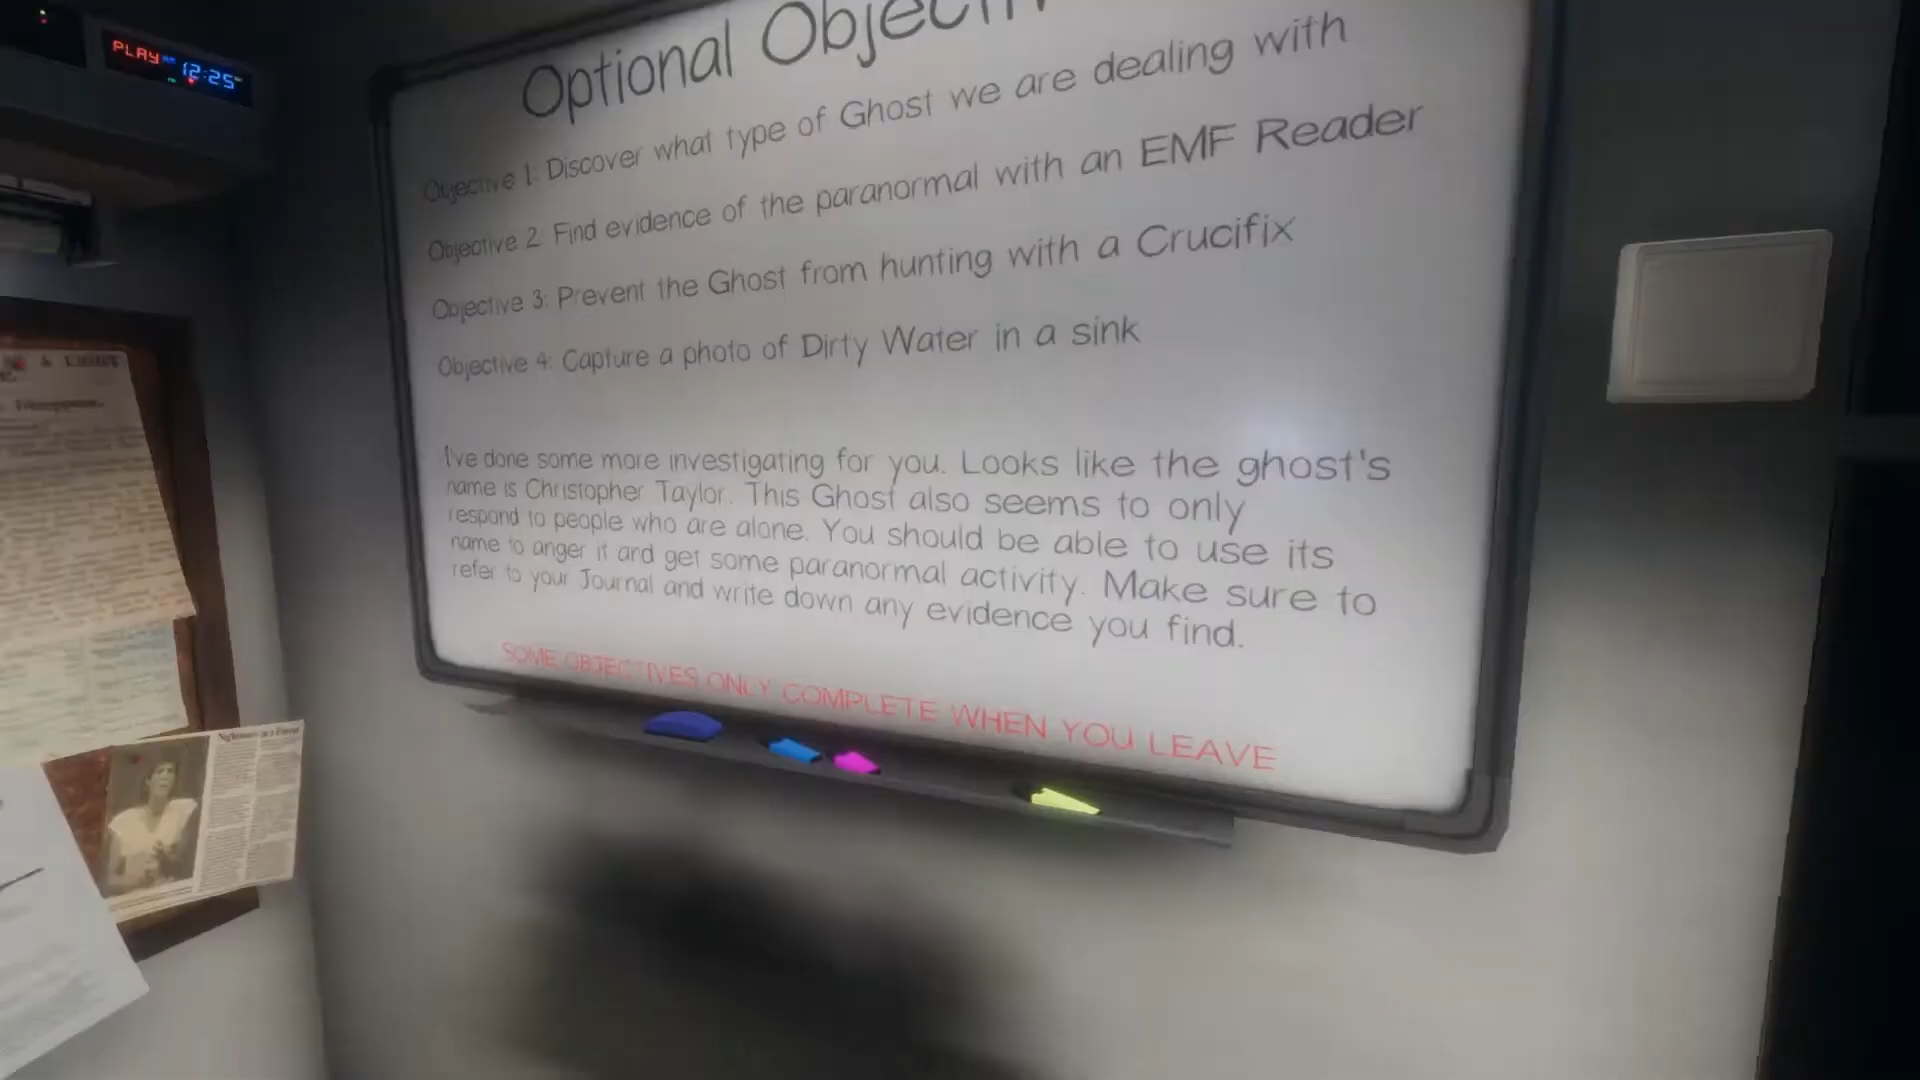 PLAY 12:25
Optional
Objective 1: Discover what type of Ghost we are dealing with
Objective 2: Find evidence of the paranormal with an EMF Reader
Objective 3: Prevent the Ghost from hunting with a Crucifix
Objective 4: Capture a photo of Dirty Water in a sink
I've done some more investigating for you. Looks like the ghost's
name is Christopher Taylor. This Ghost also seems to only
respond to people who are alone. You should be able to use its
name to anger it and get some paranormal activity. Make sure to
refer to your Journal and write down any evidence you find.
SOME OBJECTIVES ONLY COMPLETE WHEN YOU LEAVE